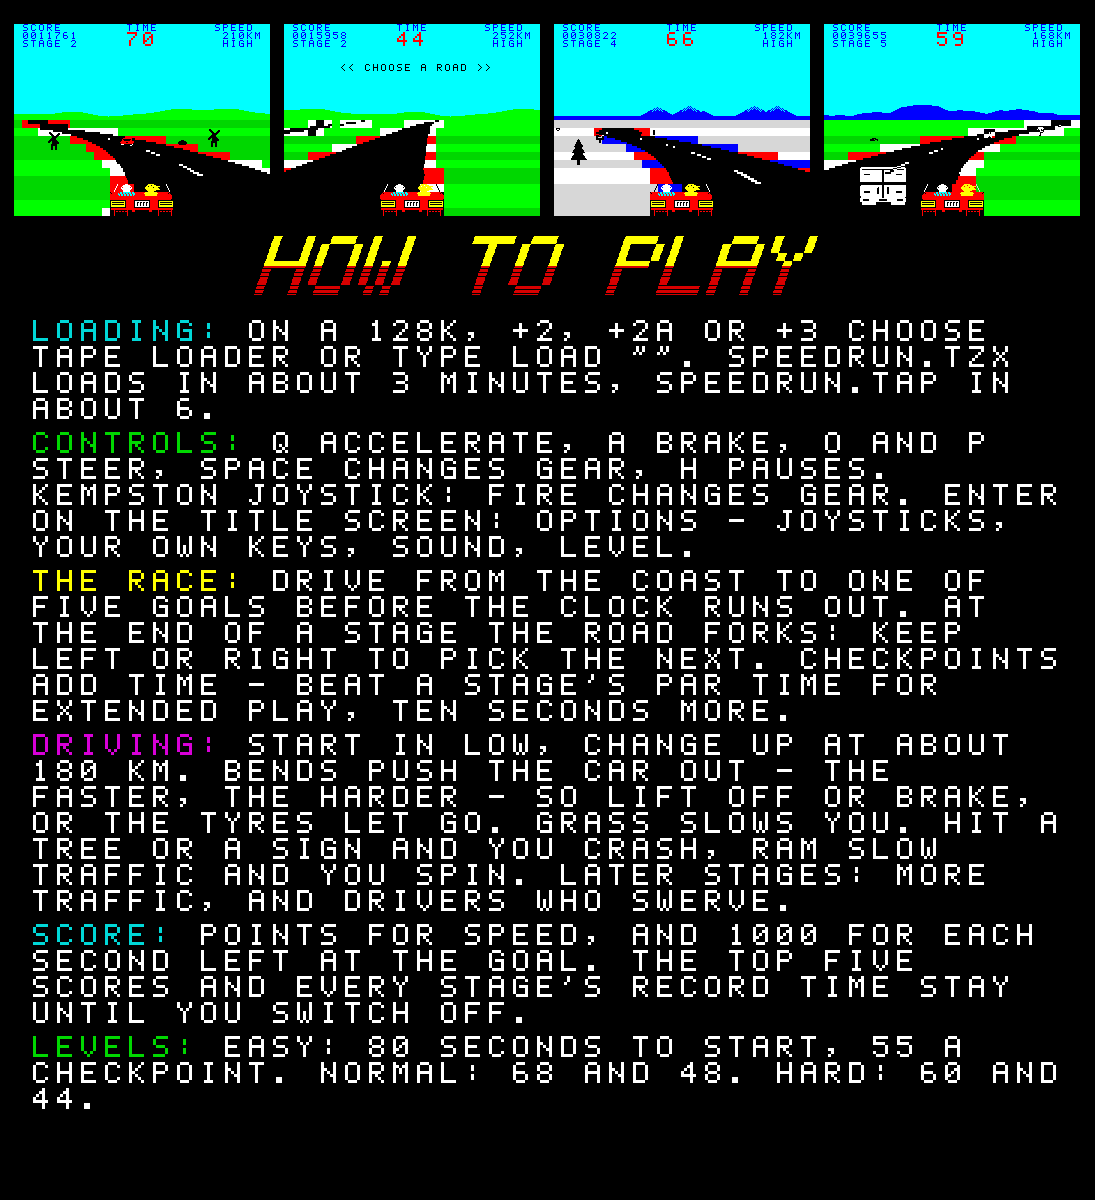 SCORE TIME SPEED
0011761 70 210KM
STAGE 2 HIGH
SCORE TIME SPEED
0015958 44 252KM
STAGE 2 HIGH
<< CHOOSE A ROAD >>
SCORE TIME SPEED
66 182KM
STAGE 4 HIGH
SCORE TIME SPEED
59 168KM
STAGE 5 HIGH
HOW TO PLAY
LOADING: ON A 128K, +2, +2A OR +3 CHOOSE
TAPE LOADER OR TYPE LOAD "". SPEEDRUN.TZX
LOADS IN ABOUT 3 MINUTES, SPEEDRUN.TAP IN
ABOUT 6.
CONTROLS: Q ACCELERATE, A BRAKE, O AND P
STEER, SPACE CHANGES GEAR, H PAUSES.
KEMPSTON JOYSTICK: FIRE CHANGES GEAR. ENTER
ON THE TITLE SCREEN: OPTIONS - JOYSTICKS,
YOUR OWN KEYS, SOUND, LEVEL.
THE RACE: DRIVE FROM THE COAST TO ONE OF
FIVE GOALS BEFORE THE CLOCK RUNS OUT. AT
THE END OF A STAGE THE ROAD FORKS: KEEP
LEFT OR RIGHT TO PICK THE NEXT. CHECKPOINTS
ADD TIME - BEAT A STAGE'S PAR TIME FOR
EXTENDED PLAY, TEN SECONDS MORE.
DRIVING: START IN LOW, CHANGE UP AT ABOUT
180 KM. BENDS PUSH THE CAR OUT - THE
FASTER, THE HARDER - SO LIFT OFF OR BRAKE,
OR THE TYRES LET GO. GRASS SLOWS YOU. HIT A
TREE OR A SIGN AND YOU CRASH, RAM SLOW
TRAFFIC AND YOU SPIN. LATER STAGES: MORE
TRAFFIC, AND DRIVERS WHO SWERVE.
SCORE: POINTS FOR SPEED, AND 1000 FOR EACH
SECOND LEFT AT THE GOAL. THE TOP FIVE
SCORES AND EVERY STAGE'S RECORD TIME STAY
UNTIL YOU SWITCH OFF.
LEVELS: EASY: 80 SECONDS TO START, 55 A
CHECKPOINT. NORMAL: 68 AND 48. HARD: 60 AND
44.